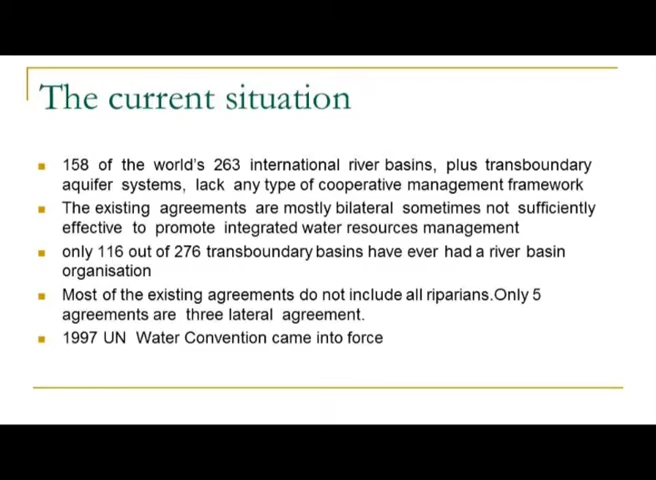 The current situation
158 of the world's 263 international river basins, plus transboundary
aquifer systems, lack any type of cooperative management framework
The existing agreements are mostly bilateral sometimes not sufficiently
effective to promote integrated water resources management
only 116 out of 276 transboundary basins have ever had a river basin
organisation
Most of the existing agreements do not include all riparians.Only 5
agreements are three lateral agreement.
1997 UN Water Convention came into force